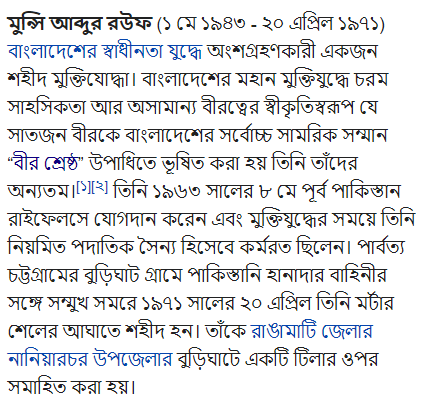 মুন্সি আব্দুর রউফ (১ মে ১৯৪৩ - ২০ এপ্রিল ১৯৭১)
বাংলাদেশের স্বাধীনতা যুদ্ধে অংশগ্রহণকারী একজন
শহীদ মুক্তিযোদ্ধা। বাংলাদেশের মহান মুক্তিযুদ্ধে চরম
সাহসিকতা আর অসামান্য বীরত্বের স্বীকৃতিস্বরূপ যে
সাতজন বীরকে বাংলাদেশের সর্বোচ্চ সামরিক সম্মান
“বীর শ্রেষ্ঠ” উপাধিতে ভূষিত করা হয় তিনি তাঁদের
অন্যতম।[১][২] তিনি ১৯৬৩ সালের ৮ মে পূর্ব পাকিস্তান
রাইফেলসে যোগদান করেন এবং মুক্তিযুদ্ধের সময়ে তিনি
নিয়মিত পদাতিক সৈন্য হিসেবে কর্মরত ছিলেন। পার্বত্য
চট্টগ্রামের বুড়িঘাট গ্রামে পাকিস্তানি হানাদার বাহিনীর
সঙ্গে সম্মুখ সমরে ১৯৭১ সালের ২০ এপ্রিল তিনি মর্টার
শেলের আঘাতে শহীদ হন। তাঁকে রাঙামাটি জেলার
নানিয়ারচর উপজেলার বুড়িঘাটে একটি টিলার ওপর
সমাহিত করা হয়।